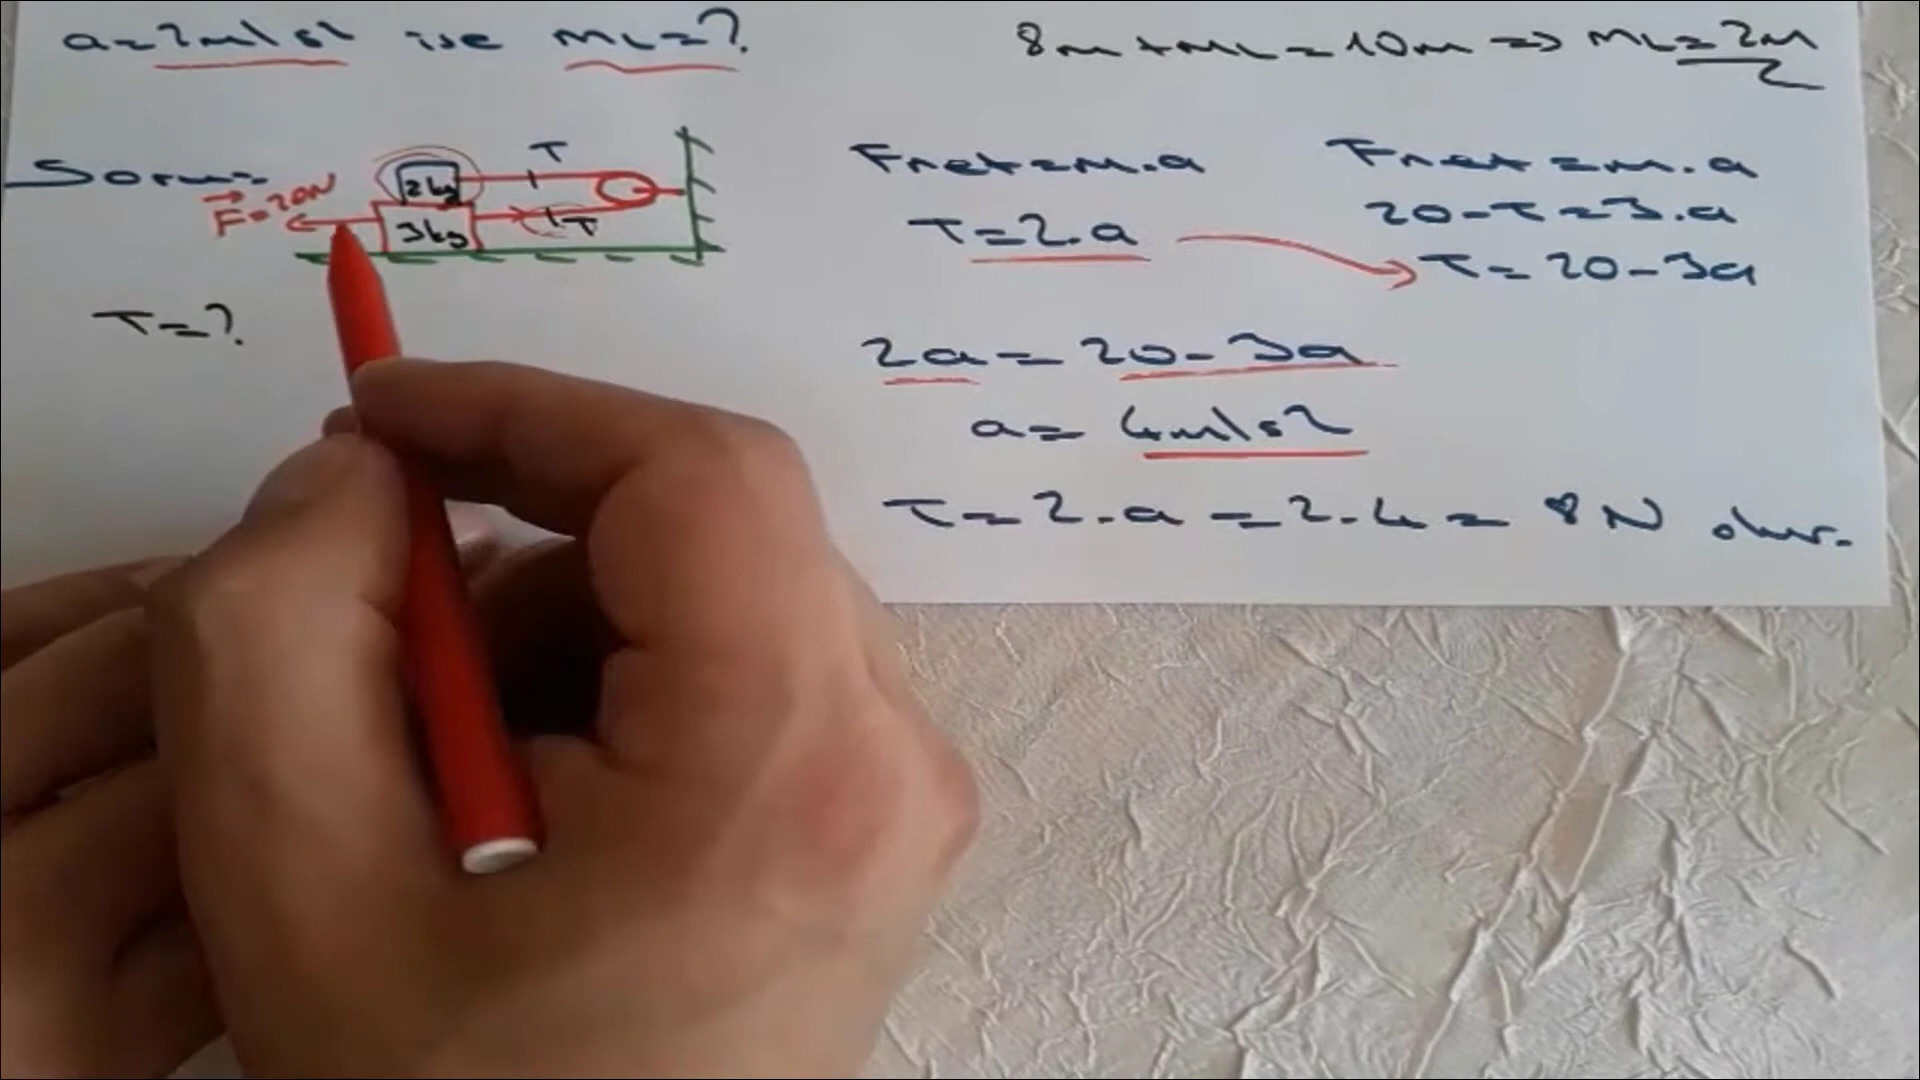 a=2m/s2 ise mL=?
8m+mL=10m => mL=2m
Soru=
F=20N
2kg
3kg
T
T
T=?
Fnet=m.a
T=2.a
Fnet=m.a
20-T=3.a
T=20-3a
2a=20-3a
a=4m/s2
T=2.a=2.4=8N olur.